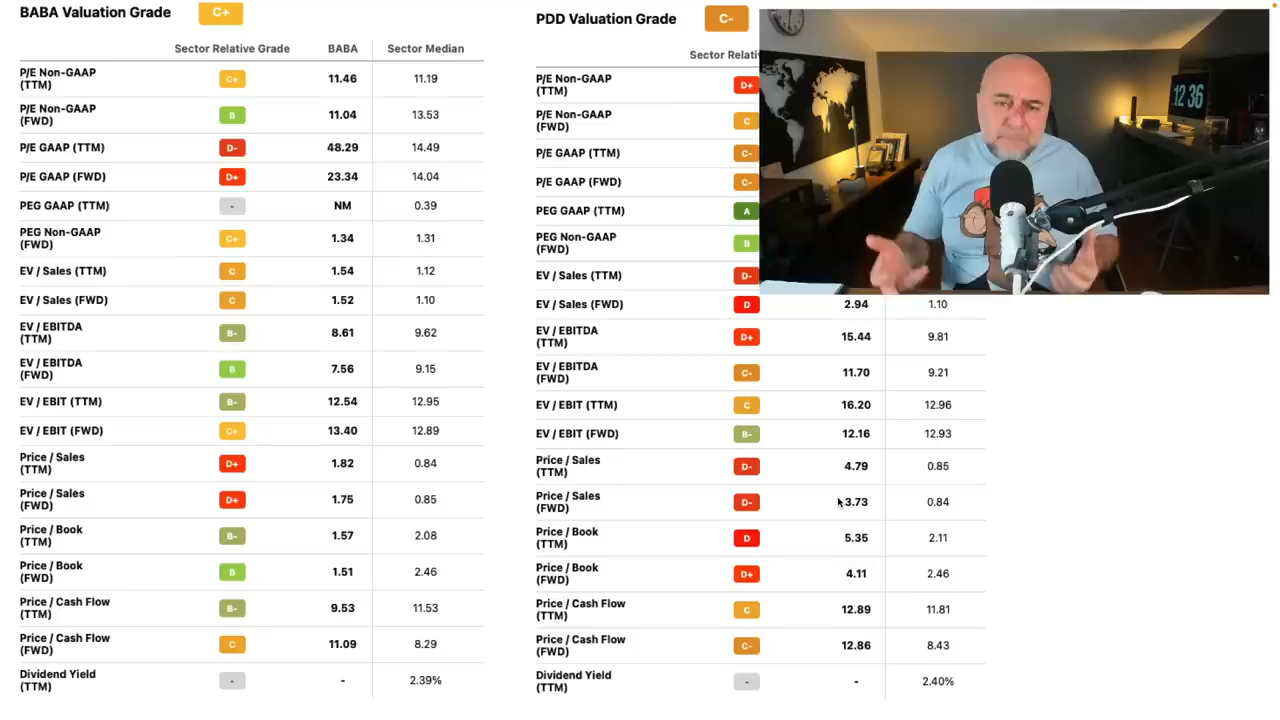 BABA Valuation Grade C+
Sector Relative Grade BABA Sector Median
P/E Non-GAAP
(TTM) C+ 11.46 11.19
P/E Non-GAAP
(FWD) B 11.04 13.53
P/E GAAP (TTM) D- 48.29 14.49
P/E GAAP (FWD) D+ 23.34 14.04
PEG GAAP (TTM) - NM 0.39
PEG Non-GAAP
(FWD) C+ 1.34 1.31
EV / Sales (TTM) C 1.54 1.12
EV / Sales (FWD) C 1.52 1.10
EV / EBITDA
(TTM) B- 8.61 9.62
EV / EBITDA
(FWD) B 7.56 9.15
EV / EBIT (TTM) B- 12.54 12.95
EV / EBIT (FWD) C+ 13.40 12.89
Price / Sales
(TTM) D+ 1.82 0.84
Price / Sales
(FWD) D+ 1.75 0.85
Price / Book
(TTM) B- 1.57 2.08
Price / Book
(FWD) B 1.51 2.46
Price / Cash Flow
(TTM) B- 9.53 11.53
Price / Cash Flow
(FWD) C 11.09 8.29
Dividend Yield
(TTM) - - 2.39%
PDD Valuation Grade C-
Sector
P/E Non-GAAP
(TTM) D+
P/E Non-GAAP
(FWD) C
P/E GAAP (TTM) C-
P/E GAAP (FWD) C-
PEG GAAP (TTM) A
PEG Non-GAAP
(FWD) B
EV / Sales (TTM) D-
EV / Sales (FWD) D 2.94 1.10
EV / EBITDA
(TTM) D+ 15.44 9.81
EV / EBITDA
(FWD) C- 11.70 9.21
EV / EBIT (TTM) C 16.20 12.96
EV / EBIT (FWD) B- 12.16 12.93
Price / Sales
(TTM) D- 4.79 0.85
Price / Sales
(FWD) D- 3.73 0.84
Price / Book
(TTM) D 5.35 2.11
Price / Book
(FWD) D+ 4.11 2.46
Price / Cash Flow
(TTM) C 12.89 11.81
Price / Cash Flow
(FWD) C- 12.86 8.43
Dividend Yield
(TTM) - - 2.40%
12 36